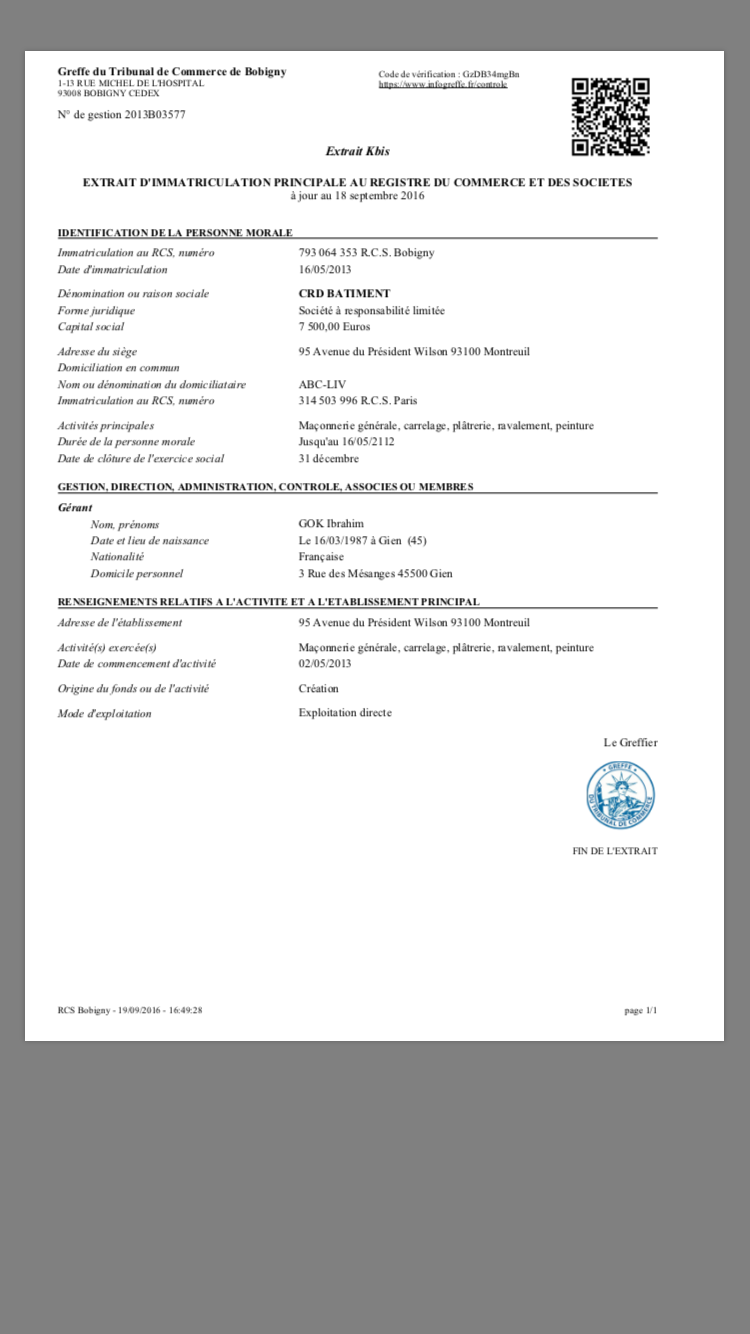 Greffe du Tribunal de Commerce de Bobigny
1-13 RUE MICHEL DE L'HOSPITAL
93008 BOBIGNY CEDEX
Code de vérification : GzDB34mgBn
https://www.infogreffe.fr/controle
N° de gestion 2013B03577
Extrait Kbis
EXTRAIT D'IMMATRICULATION PRINCIPALE AU REGISTRE DU COMMERCE ET DES SOCIETES
à jour au 18 septembre 2016
IDENTIFICATION DE LA PERSONNE MORALE
Immatriculation au RCS, numéro 793 064 353 R.C.S. Bobigny
Date d'immatriculation 16/05/2013
Dénomination ou raison sociale CRD BATIMENT
Forme juridique Société à responsabilité limitée
Capital social 7 500,00 Euros
Adresse du siège 95 Avenue du Président Wilson 93100 Montreuil
Domiciliation en commun
Nom ou dénomination du domiciliataire ABC-LIV
Immatriculation au RCS, numéro 314 503 996 R.C.S. Paris
Activités principales Maçonnerie générale, carrelage, plâtrerie, ravalement, peinture
Durée de la personne morale Jusqu'au 16/05/2112
Date de clôture de l'exercice social 31 décembre
GESTION, DIRECTION, ADMINISTRATION, CONTROLE, ASSOCIES OU MEMBRES
Gérant
Nom, prénoms GOK Ibrahim
Date et lieu de naissance Le 16/03/1987 à Gien (45)
Nationalité Française
Domicile personnel 3 Rue des Mésanges 45500 Gien
RENSEIGNEMENTS RELATIFS A L'ACTIVITE ET A L'ETABLISSEMENT PRINCIPAL
Adresse de l'établissement 95 Avenue du Président Wilson 93100 Montreuil
Activité(s) exercée(s) Maçonnerie générale, carrelage, plâtrerie, ravalement, peinture
Date de commencement d'activité 02/05/2013
Origine du fonds ou de l'activité Création
Mode d'exploitation Exploitation directe
Le Greffier
GREFFE
DU TRIBUNAL DE COMMERCE
FIN DE L'EXTRAIT
RCS Bobigny - 19/09/2016 - 16:49:28 page 1/1